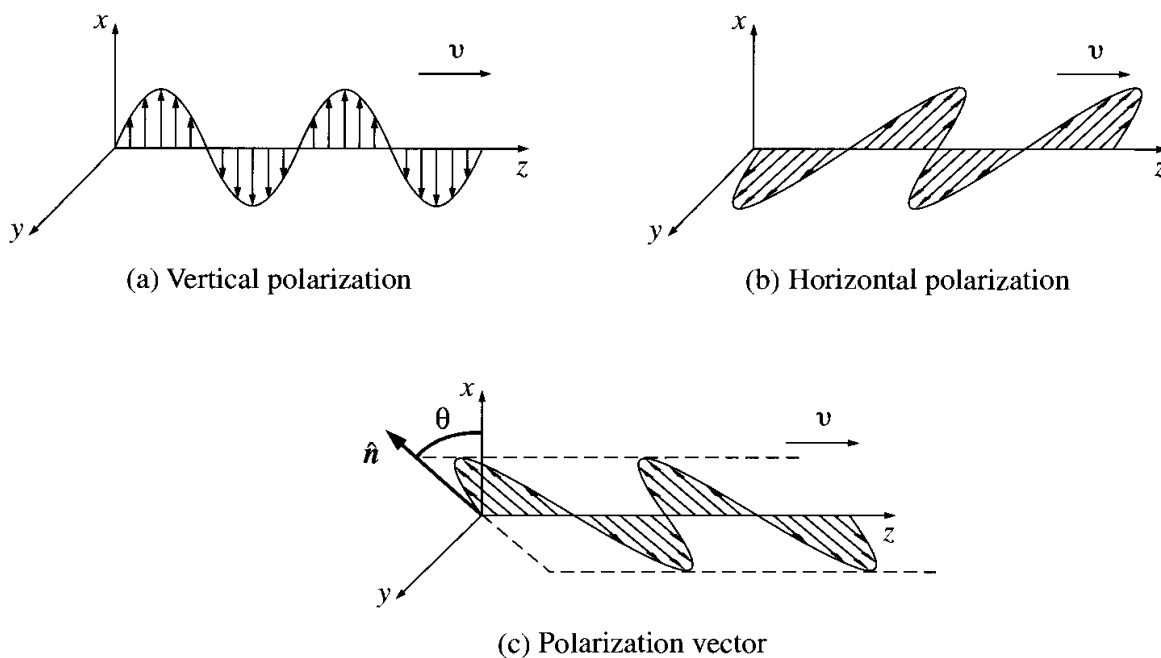 x
v
z
y
(a) Vertical polarization
x
v
z
y
(b) Horizontal polarization
x
θ
n̂
v
z
y
(c) Polarization vector